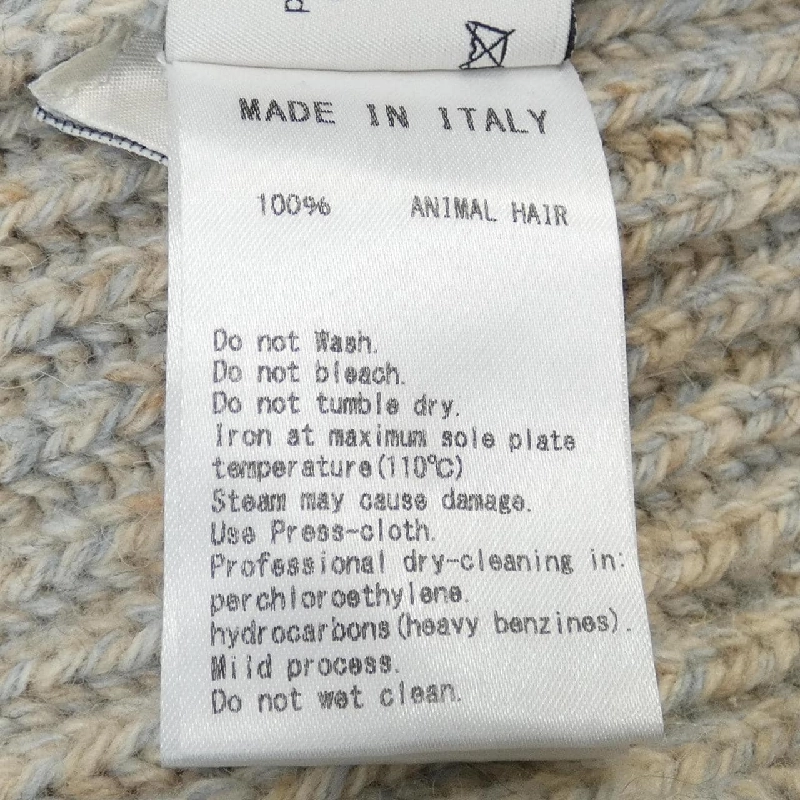 MADE IN ITALY
100% ANIMAL HAIR
Do not Wash.
Do not bleach.
Do not tumble dry.
Iron at maximum sole plate
temperature(110℃)
Steam may cause damage.
Use Press-cloth.
Professional dry-cleaning in:
perchloroethylene.
hydrocarbons(heavy benzines).
Mild process.
Do not wet clean.